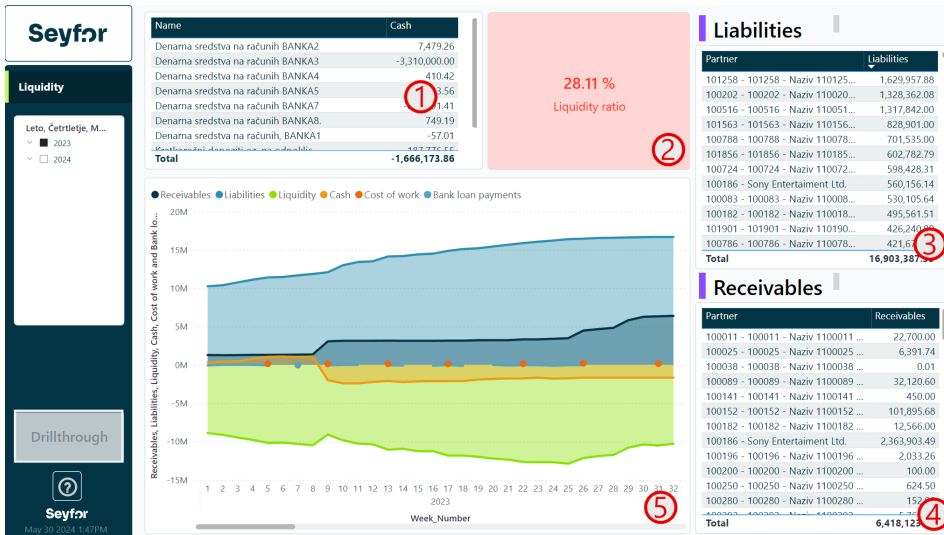 Seyfor
Liquidity
Leto, Četrtletje, M...
2023
2024
Drillthrough
Seyfor
May 30 2024 1:47PM
Name Cash
Denarna sredstva na računih BANKA2 7,479.26
Denarna sredstva na računih BANKA3 -3,310,000.00
Denarna sredstva na računih BANKA4 410.42
Denarna sredstva na računih BANKA5
Denarna sredstva na računih BANKA7
Denarna sredstva na računih BANKA8. 749.19
Denarna sredstva na računih, BANKA1 -57.01
Total -1,666,173.86
1
28.11 %
Liquidity ratio
2
Receivables Liabilities Liquidity Cash Cost of work Bank loan payments
Receivables, Liabilities, Liquidity, Cash, Cost of work and Bank lo...
20M
15M
10M
5M
0M
-5M
-10M
-15M
1 2 3 4 5 6 7 8 9 10 11 12 13 14 15 16 17 18 19 20 21 22 23 24 25 26 27 28 29 30 31 32
2023
Week_Number
5
Liabilities
Partner Liabilities
101258 - 101258 - Naziv 110125... 1,629,957.88
100202 - 100202 - Naziv 110020... 1,328,362.08
100516 - 100516 - Naziv 110051... 1,317,842.00
101563 - 101563 - Naziv 110156... 828,901.00
100788 - 100788 - Naziv 110078... 701,535.00
101856 - 101856 - Naziv 110185... 602,782.79
100724 - 100724 - Naziv 110072... 598,428.31
100186 - Sony Entertaiment Ltd. 560,156.14
100083 - 100083 - Naziv 110008... 530,105.64
100182 - 100182 - Naziv 110018... 495,561.51
101901 - 101901 - Naziv 110190...
100786 - 100786 - Naziv 110078...
Total
3
Receivables
Partner Receivables
100011 - 100011 - Naziv 1100011 ... 22,700.00
100025 - 100025 - Naziv 1100025 ... 6,391.74
100038 - 100038 - Naziv 1100038 ... 0.01
100089 - 100089 - Naziv 1100089 ... 32,120.60
100141 - 100141 - Naziv 1100141 ... 450.00
100152 - 100152 - Naziv 1100152 ... 101,895.68
100182 - 100182 - Naziv 1100182 ... 12,566.00
100186 - Sony Entertaiment Ltd. 2,363,903.49
100196 - 100196 - Naziv 1100196 ... 2,033.26
100200 - 100200 - Naziv 1100200 ... 100.00
100250 - 100250 - Naziv 1100250 ... 624.50
100280 - 100280 - Naziv 1100280 ...
Total
4